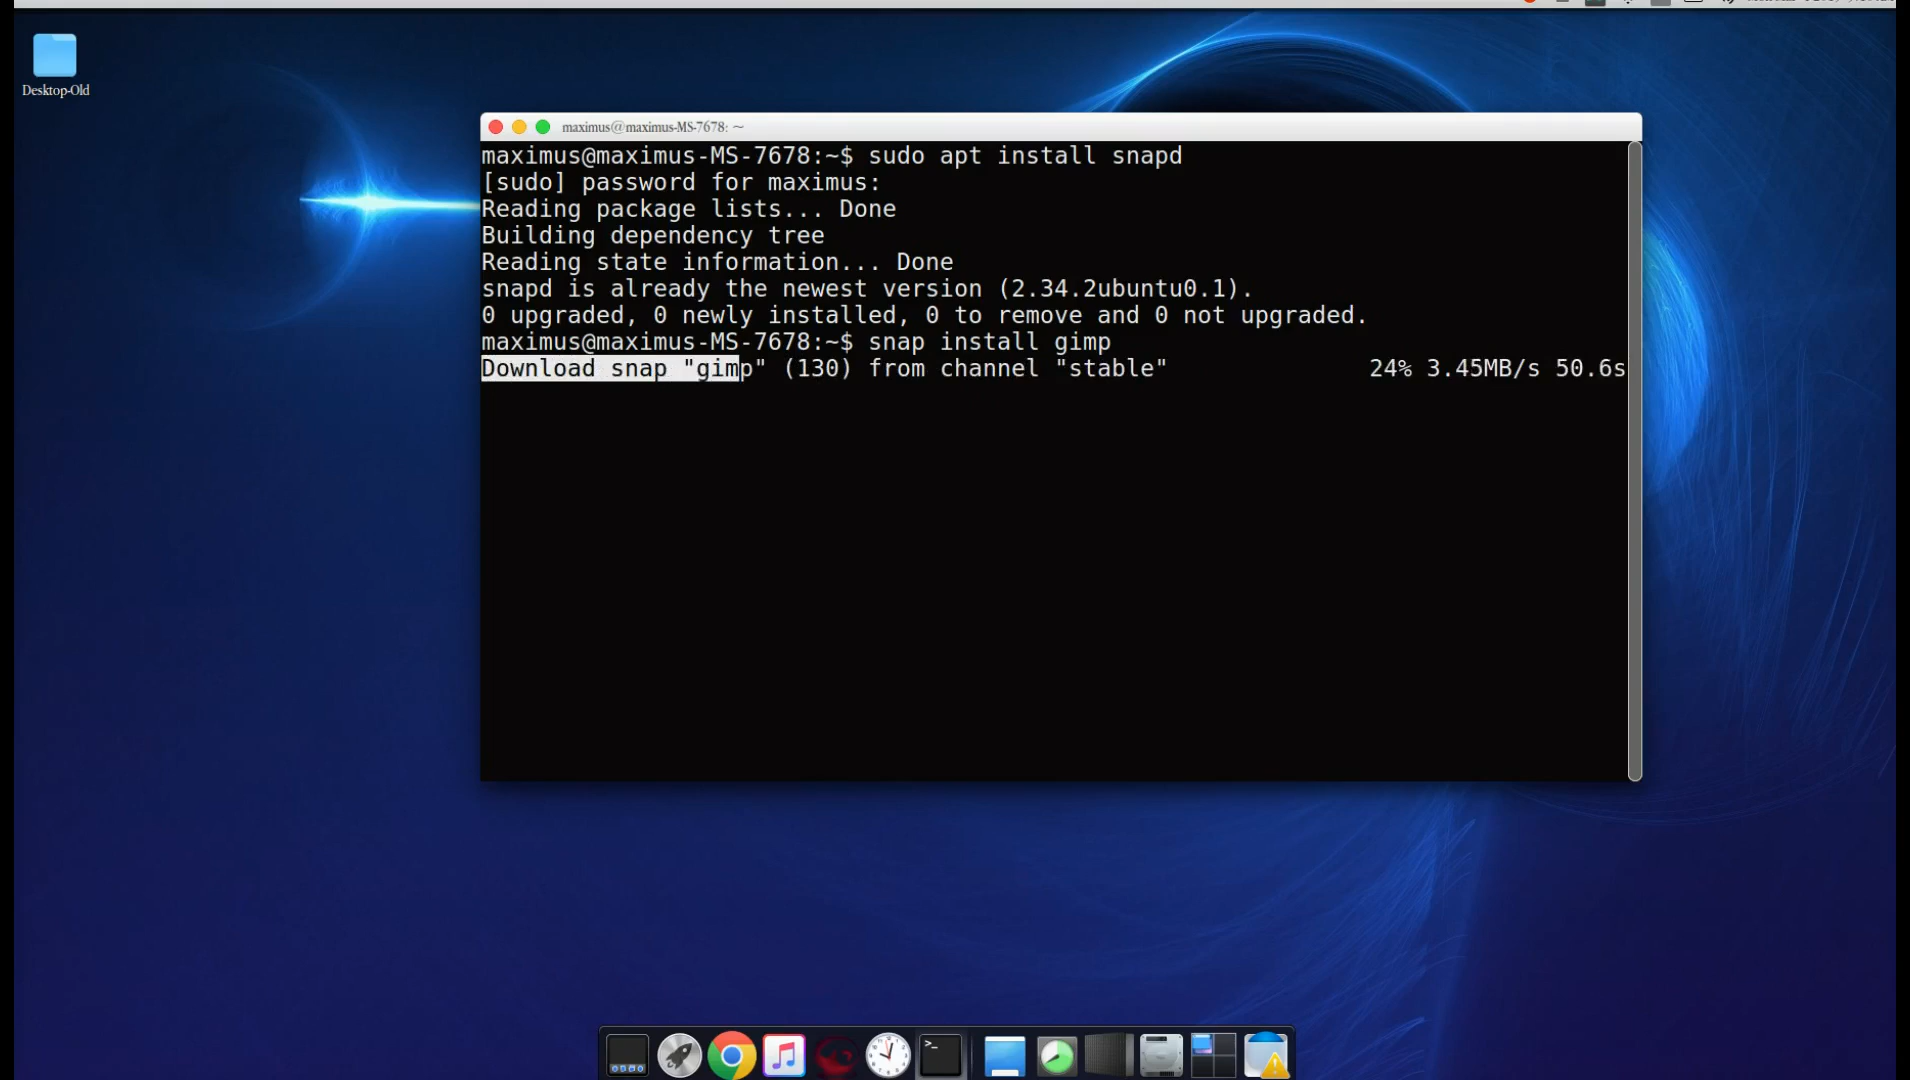 Desktop-Old
maximus@maximus-MS-7678: ~
maximus@maximus-MS-7678:~$ sudo apt install snapd
[sudo] password for maximus:
Reading package lists... Done
Building dependency tree
Reading state information... Done
snapd is already the newest version (2.34.2ubuntu0.1).
0 upgraded, 0 newly installed, 0 to remove and 0 not upgraded.
maximus@maximus-MS-7678:~$ snap install gimp
Download snap "gimp" (130) from channel "stable" 24% 3.45MB/s 50.6s
>_